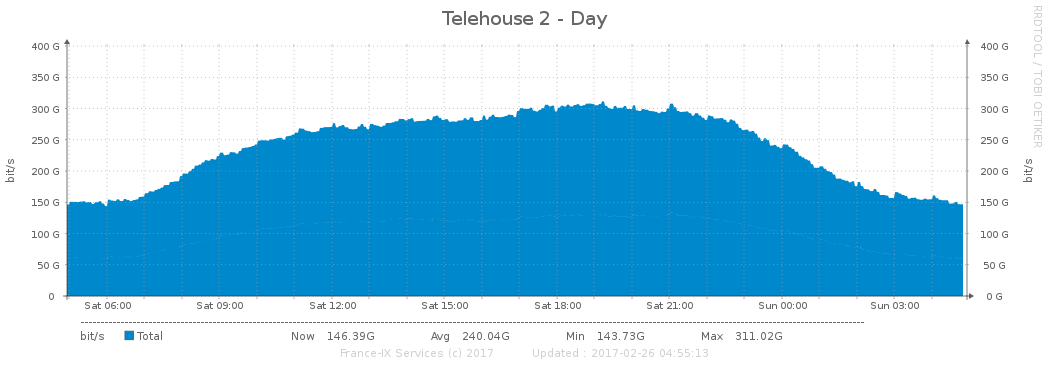 Telehouse 2 - Day
RRDTOOL / TOBI OETIKER
400 G 400 G
350 G 350 G
300 G 300 G
250 G 250 G
200 G 200 G
150 G 150 G
100 G 100 G
50 G 50 G
0 0 G
bit/s bit/s
Sat 06:00 Sat 09:00 Sat 12:00 Sat 15:00 Sat 18:00 Sat 21:00 Sun 00:00 Sun 03:00
bit/s Total Now 146.39G Avg 240.04G Min 143.73G Max 311.02G
France-IX Services (c) 2017 Updated : 2017-02-26 04:55:13